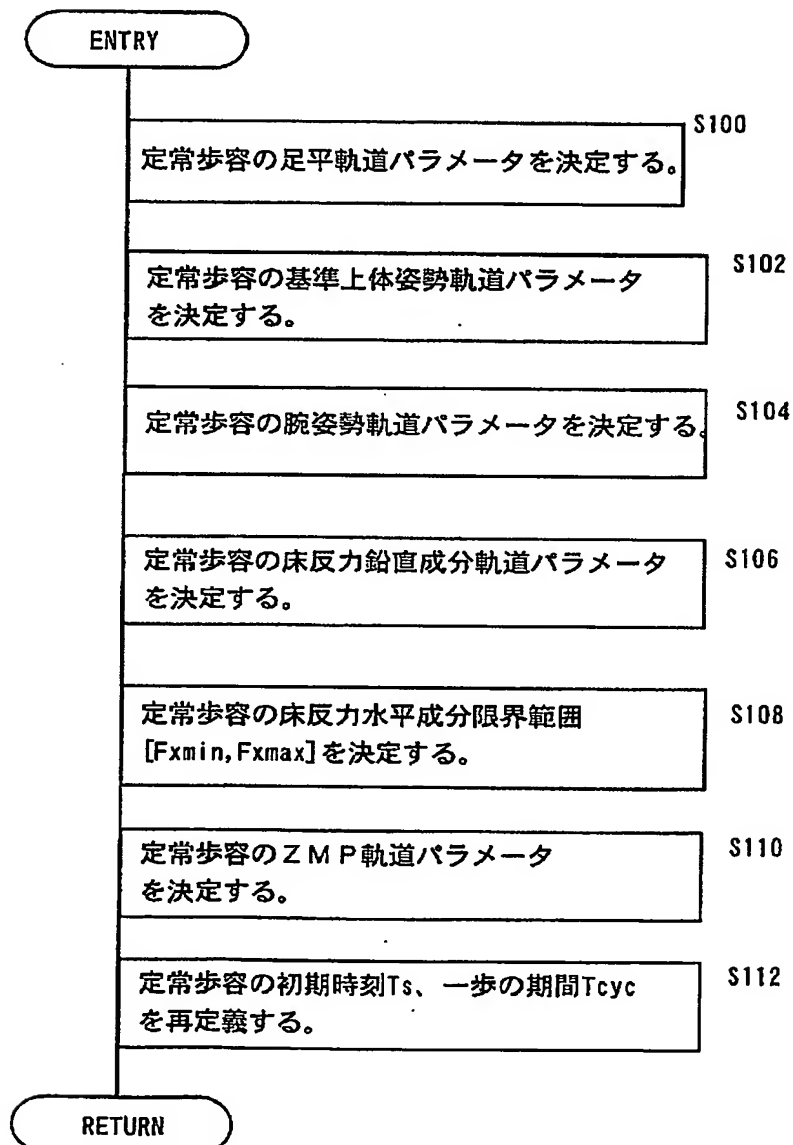 ENTRY
S100
定常歩容の足平軌道パラメータを決定する。
S102
定常歩容の基準上体姿勢軌道パラメータ
を決定する。
S104
定常歩容の腕姿勢軌道パラメータを決定する。
S106
定常歩容の床反力鉛直成分軌道パラメータ
を決定する。
S108
定常歩容の床反力水平成分限界範囲
[Fxmin,Fxmax]を決定する。
S110
定常歩容のZMP軌道パラメータ
を決定する。
S112
定常歩容の初期時刻Ts、一歩の期間Tcyc
を再定義する。
RETURN